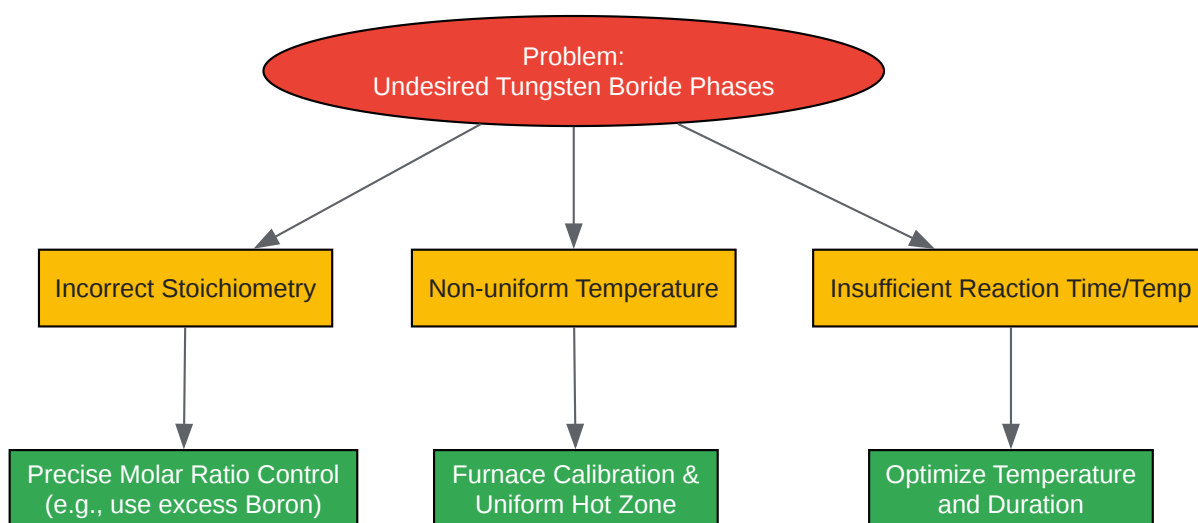 Problem:
Undesired Tungsten Boride Phases
Incorrect Stoichiometry
Non-uniform Temperature
Insufficient Reaction Time/Temp
Precise Molar Ratio Control
(e.g., use excess Boron)
Furnace Calibration &
Uniform Hot Zone
Optimize Temperature
and Duration